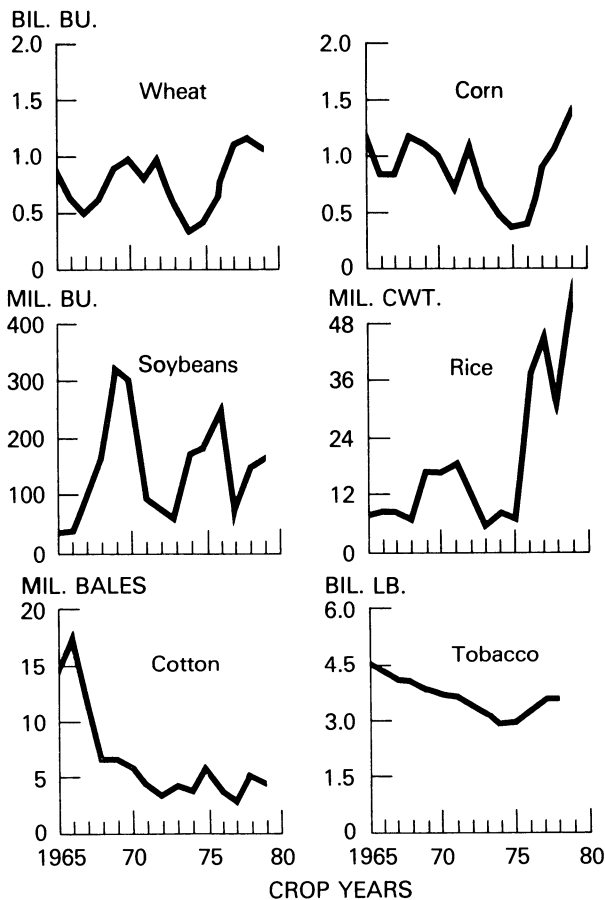 BIL. BU.
2.0
1.5
1.0
0.5
0
Wheat
2.0
1.5
1.0
0.5
0
Corn
MIL. BU.
400
300
200
100
0
Soybeans
MIL. CWT.
48
36
24
12
0
Rice
MIL. BALES
20
15
10
5
0
Cotton
1965 70 75 80
BIL. LB.
6.0
4.5
3.0
1.5
0
Tobacco
1965 70 75 80
CROP YEARS